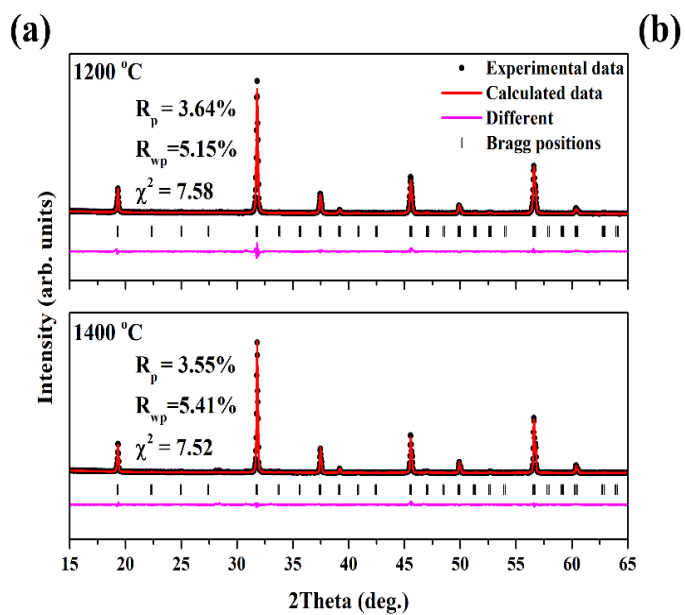 (a)
(b)
1200 °C
R_p = 3.64%
R_wp =5.15%
χ² = 7.58
Experimental data
Calculated data
Different
Bragg positions
1400 °C
R_p = 3.55%
R_wp =5.41%
χ² = 7.52
Intensity (arb. units)
15 20 25 30 35 40 45 50 55 60 65
2Theta (deg.)